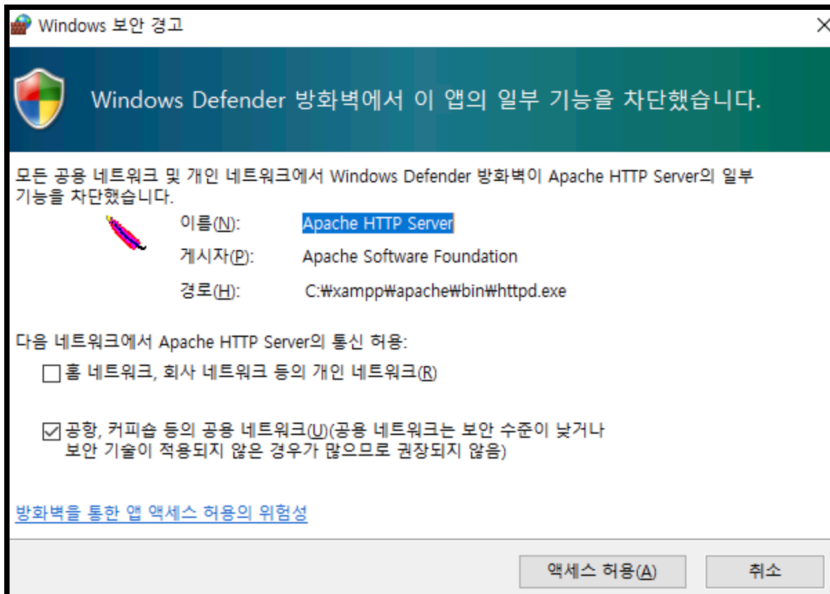 Windows 보안 경고
Windows Defender 방화벽에서 이 앱의 일부 기능을 차단했습니다.
모든 공용 네트워크 및 개인 네트워크에서 Windows Defender 방화벽이 Apache HTTP Server의 일부
기능을 차단했습니다.
이름(N): Apache HTTP Server
게시자(P): Apache Software Foundation
경로(H): C:₩xampp₩apache₩bin₩httpd.exe
다음 네트워크에서 Apache HTTP Server의 통신 허용:
홈 네트워크, 회사 네트워크 등의 개인 네트워크(R)
공항, 커피숍 등의 공용 네트워크(U)(공용 네트워크는 보안 수준이 낮거나
보안 기술이 적용되지 않은 경우가 많으므로 권장되지 않음)
방화벽을 통한 앱 액세스 허용의 위험성
액세스 허용(A) 취소